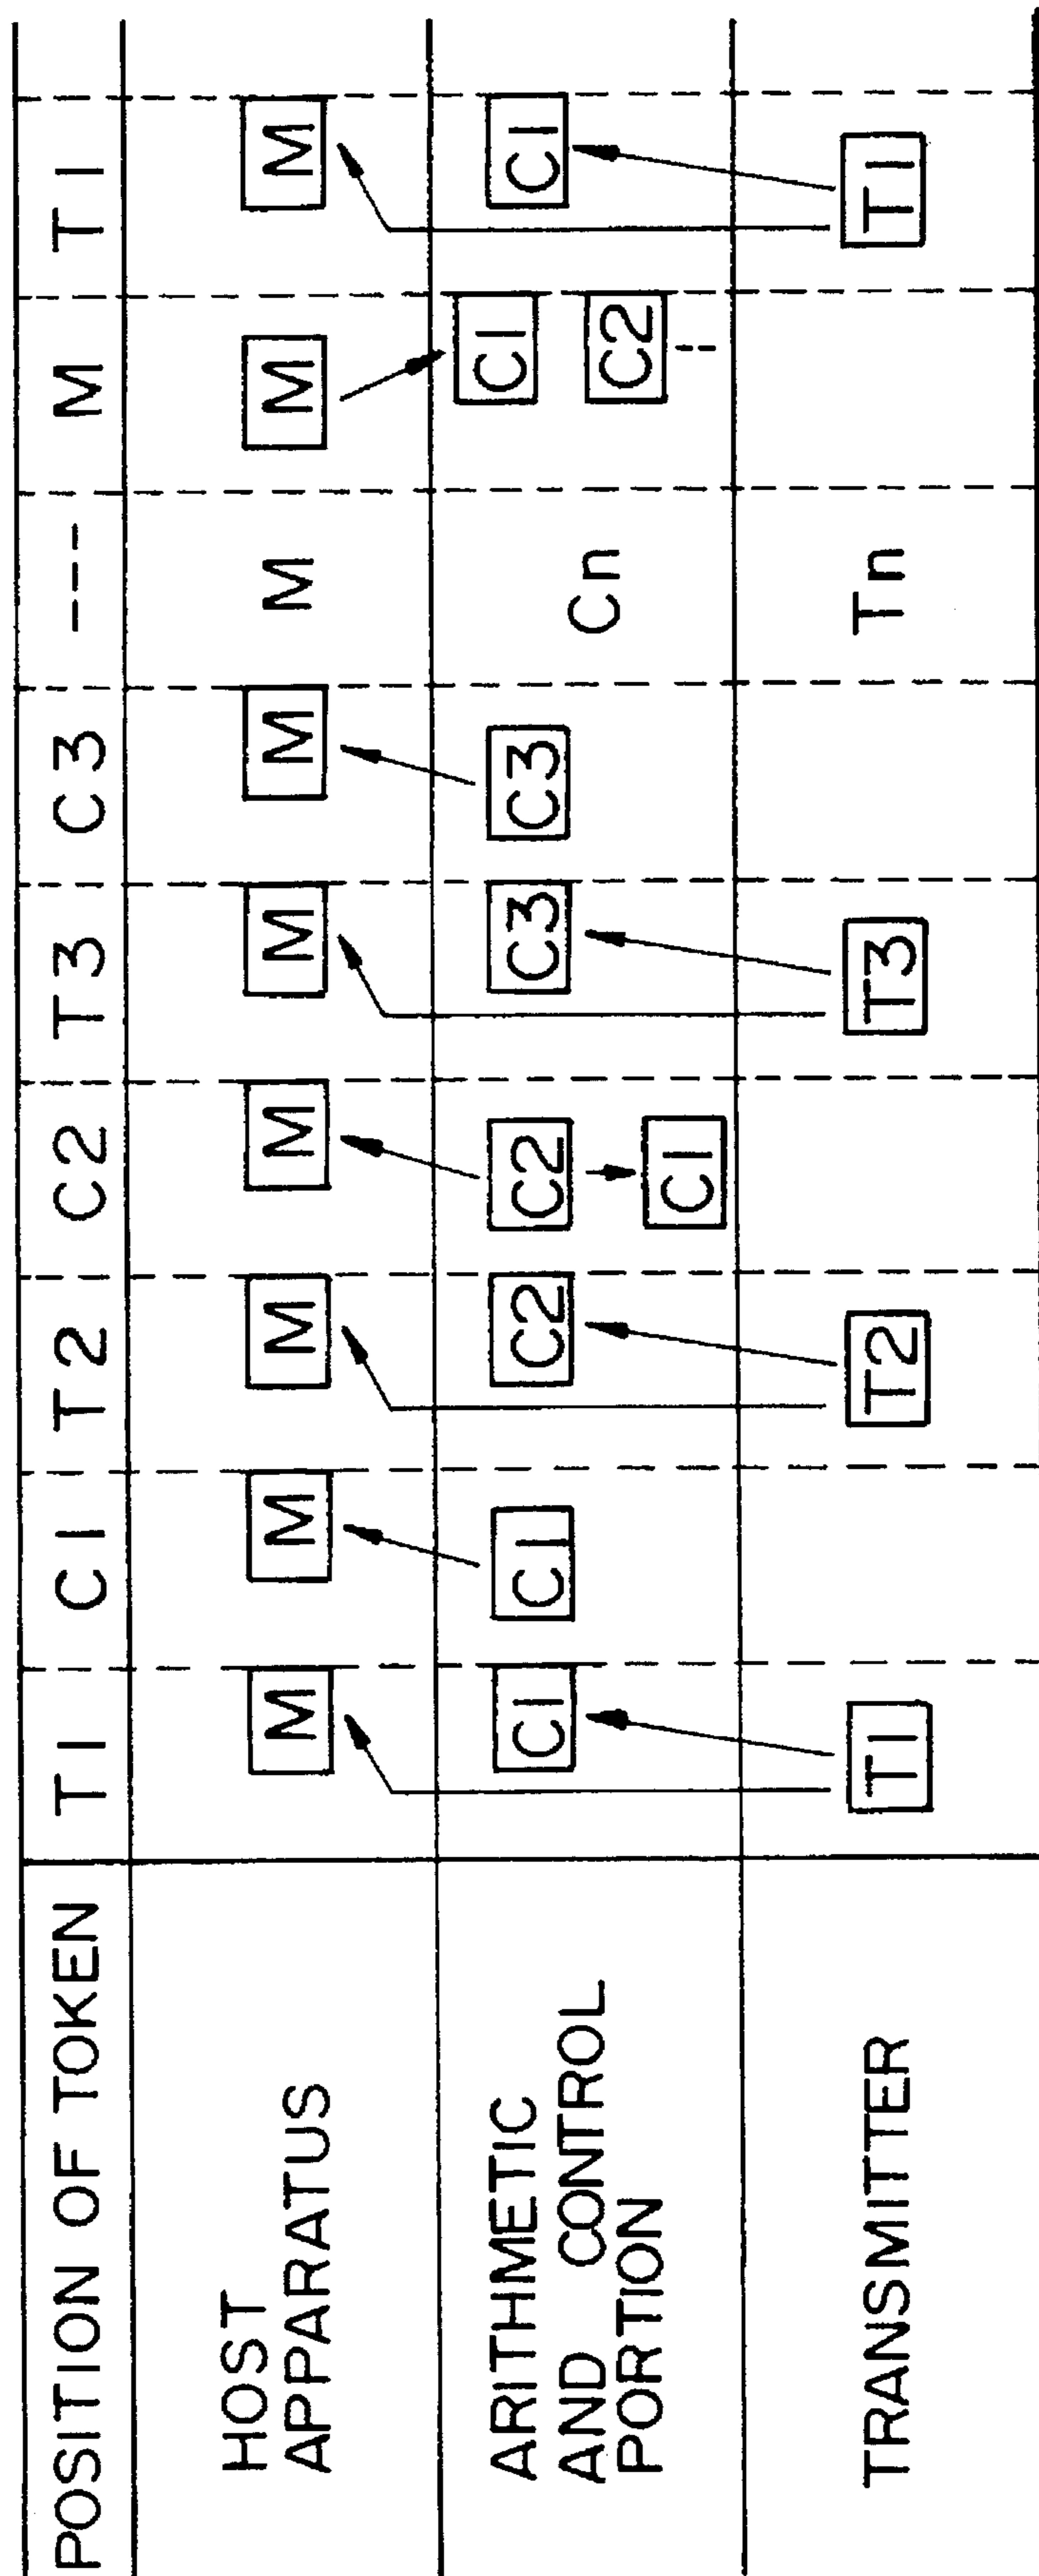 POSITION OF TOKEN T1 C1 T2 C2 T3 C3 --- M T1
HOST
APPARATUS
M M M M M M M M M
ARITHMETIC
AND CONTROL
PORTION
C1 C1 C2 C2 C3 C3 Cn C1 C1
C1 C2 --
TRANSMITTER
T1 T2 T3 Tn T1